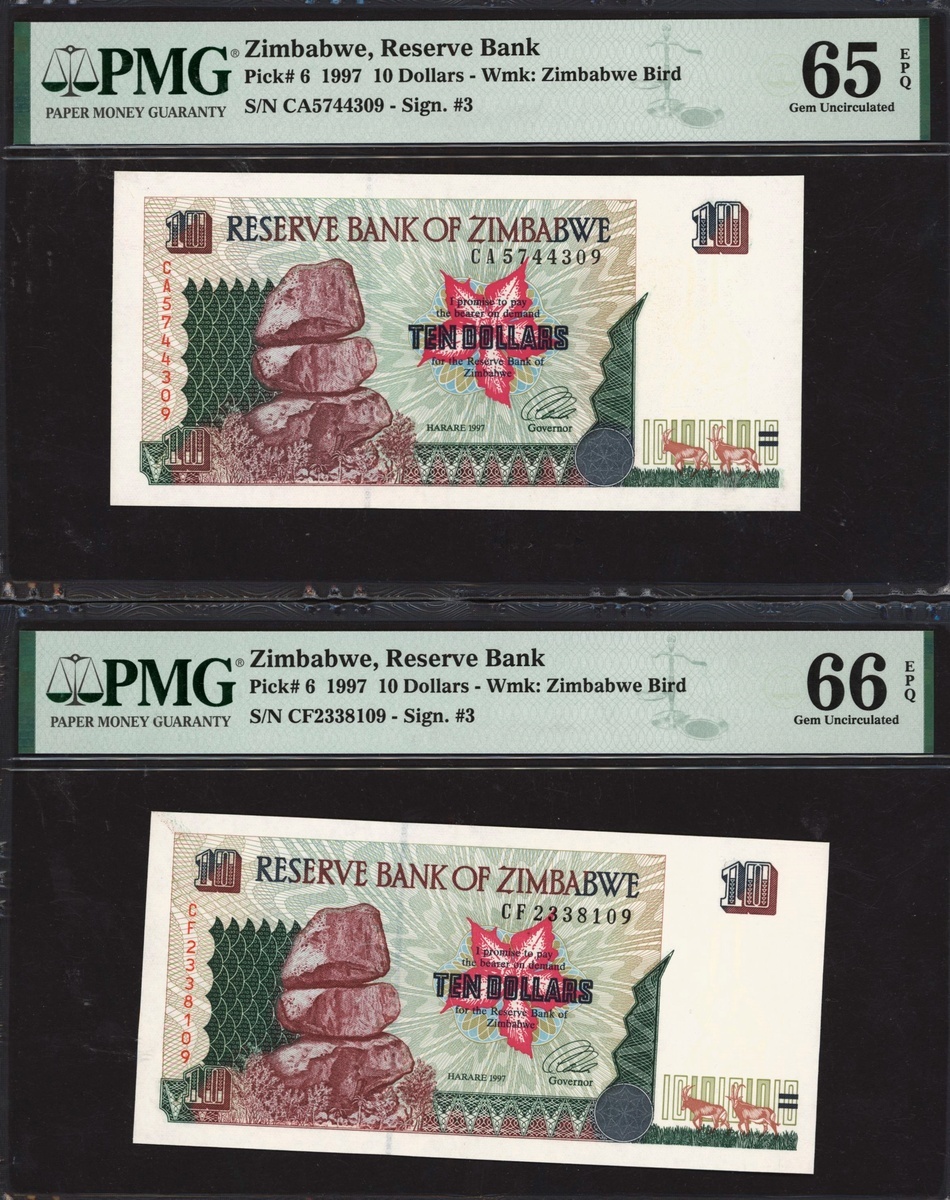 PMG®
PAPER MONEY GUARANTY
Zimbabwe, Reserve Bank
Pick# 6 1997 10 Dollars - Wmk: Zimbabwe Bird
S/N CA5744309 - Sign. #3
65 EPQ
Gem Uncirculated
10 RESERVE BANK OF ZIMBABWE 10
CA5744309
CA5744309
I promise to pay
the bearer on demand
TEN DOLLARS
for the Reserve Bank of
Zimbabwe
HARARE 1997
Governor
10
PMG®
PAPER MONEY GUARANTY
Zimbabwe, Reserve Bank
Pick# 6 1997 10 Dollars - Wmk: Zimbabwe Bird
S/N CF2338109 - Sign. #3
66 EPQ
Gem Uncirculated
10 RESERVE BANK OF ZIMBABWE 10
CF2338109
CF2338109
I promise to pay
the bearer on demand
TEN DOLLARS
for the Reserve Bank of
Zimbabwe
HARARE 1997
Governor
10